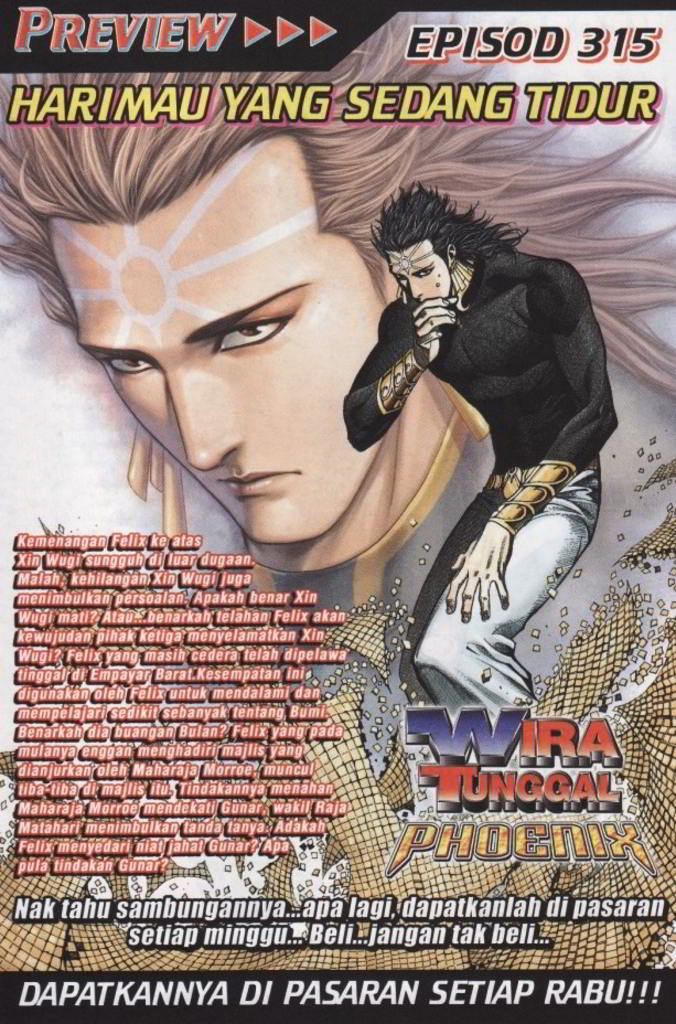 PREVIEW
EPISOD 315
HARIMAU YANG SEDANG TIDUR
Kemenangan Felix ke atas
Xin Wugi sungguh di luar dugaan.
Malah, kehilangan Xin Wugi juga
menimbulkan persoalan. Apakah benar Xin
Wugi mati? Atau...benarkah telahan Felix akan
kewujudan pihak ketiga menyelamatkan Xin
Wugi? Felix yang masih cedera telah dipelawa
tinggal di Empayar Barat.Kesempatan ini
digunakan oleh Felix untuk mendalami dan
mempelajari sedikit sebanyak tentang Bumi.
Benarkah dia buangan Bulan? Felix yang pada
mulanya enggan menghadiri majlis yang
dianjurkan oleh Maharaja Morroe, muncul
tiba-tiba di majlis itu. Tindakannya menahan
Maharaja Morroe mendekati Gunar, wakil Raja
Matahari menimbulkan tanda tanya. Adakah
Felix menyedari niat jahat Gunar? Apa
pula tindakan Gunar?
WIRA
TUNGGAL
PHOENIX
Nak tahu sambungannya...apa lagi, dapatkanlah di pasaran
setiap minggu... Beli...jangan tak beli...
DAPATKANNYA DI PASARAN SETIAP RABU!!!